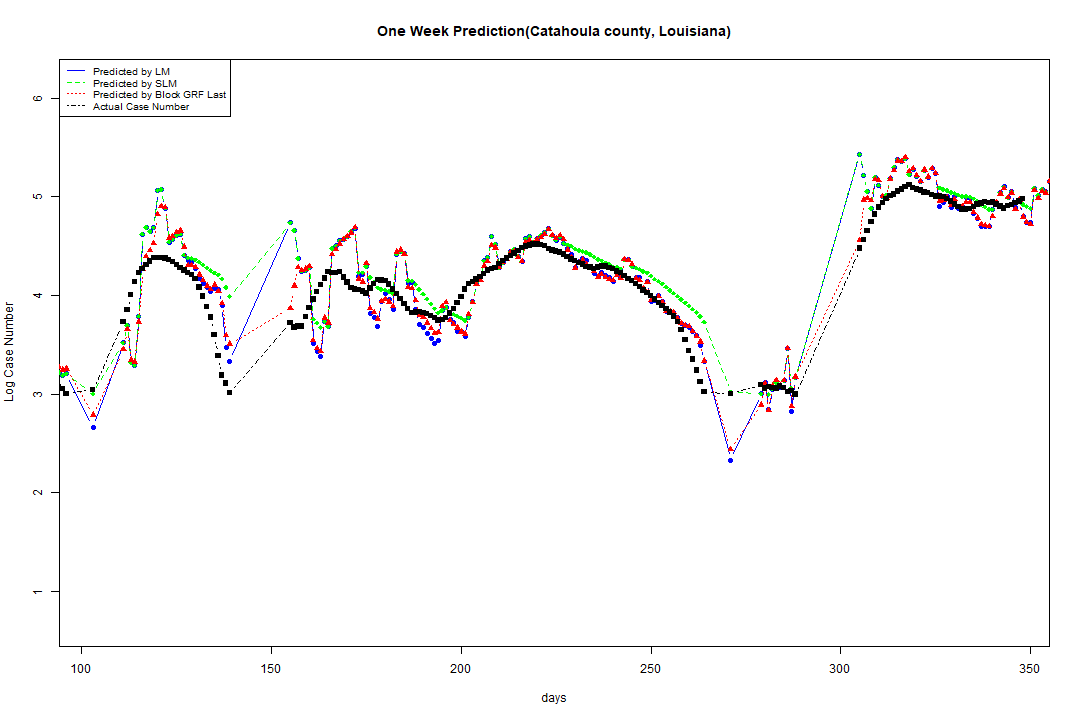 One Week Prediction(Catahoula county, Louisiana)
Predicted by LM
Predicted by SLM
Predicted by Block GRF Last
Actual Case Number
6
5
4
3
2
1
Log Case Number
100 150 200 250 300 350
days